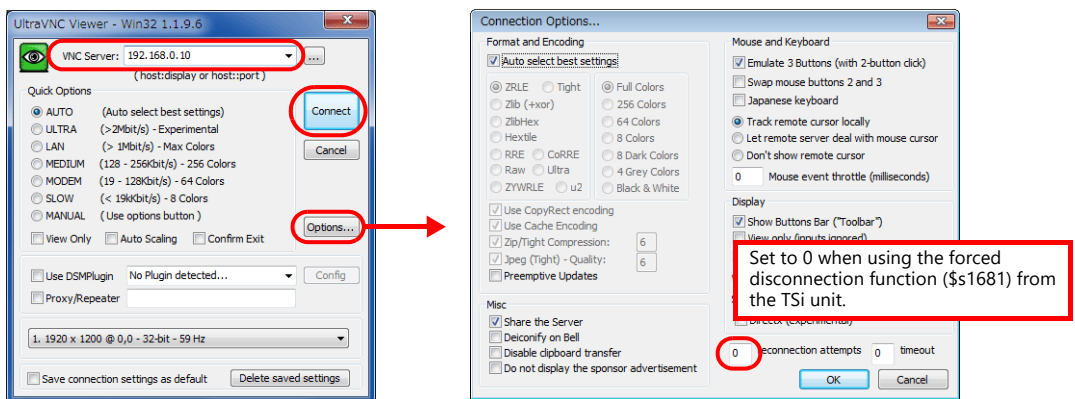 UltraVNC Viewer - Win32 1.1.9.6
VNC Server: 192.168.0.10 ...
( host:display or host::port )
Quick Options
AUTO (Auto select best settings)
ULTRA (>2Mbit/s) - Experimental
LAN (> 1Mbit/s) - Max Colors
MEDIUM (128 - 256Kbit/s) - 256 Colors
MODEM (19 - 128Kbit/s) - 64 Colors
SLOW (< 19kKbit/s) - 8 Colors
MANUAL (Use options button )
View Only Auto Scaling Confirm Exit
Connect
Cancel
Options...
Use DSMPlugin No Plugin detected... Config
Proxy/Repeater
1. 1920 x 1200 @ 0,0 - 32-bit - 59 Hz
Save connection settings as default Delete saved settings
Connection Options...
Format and Encoding
Auto select best settings
ZRLE Tight Full Colors
Zlib (+xor) 256 Colors
ZlibHex 64 Colors
Hextile 8 Colors
RRE CoRRE 8 Dark Colors
Raw Ultra 4 Grey Colors
ZYWRLE u2 Black & White
Use CopyRect encoding
Use Cache Encoding
Zip/Tight Compression: 6
Jpeg (Tight) - Quality: 6
Preemptive Updates
Misc
Share the Server
Deiconify on Bell
Disable clipboard transfer
Do not display the sponsor advertisement
Mouse and Keyboard
Emulate 3 Buttons (with 2-button click)
Swap mouse buttons 2 and 3
Japanese keyboard
Track remote cursor locally
Let remote server deal with mouse cursor
Don't show remote cursor
0 Mouse event throttle (milliseconds)
Display
Show Buttons Bar ("Toolbar")
View only (inputs ignored)
Set to 0 when using the forced
disconnection function ($s1681) from
the TSi unit.
Directx (experimental)
0 reconnection attempts 0 timeout
OK Cancel